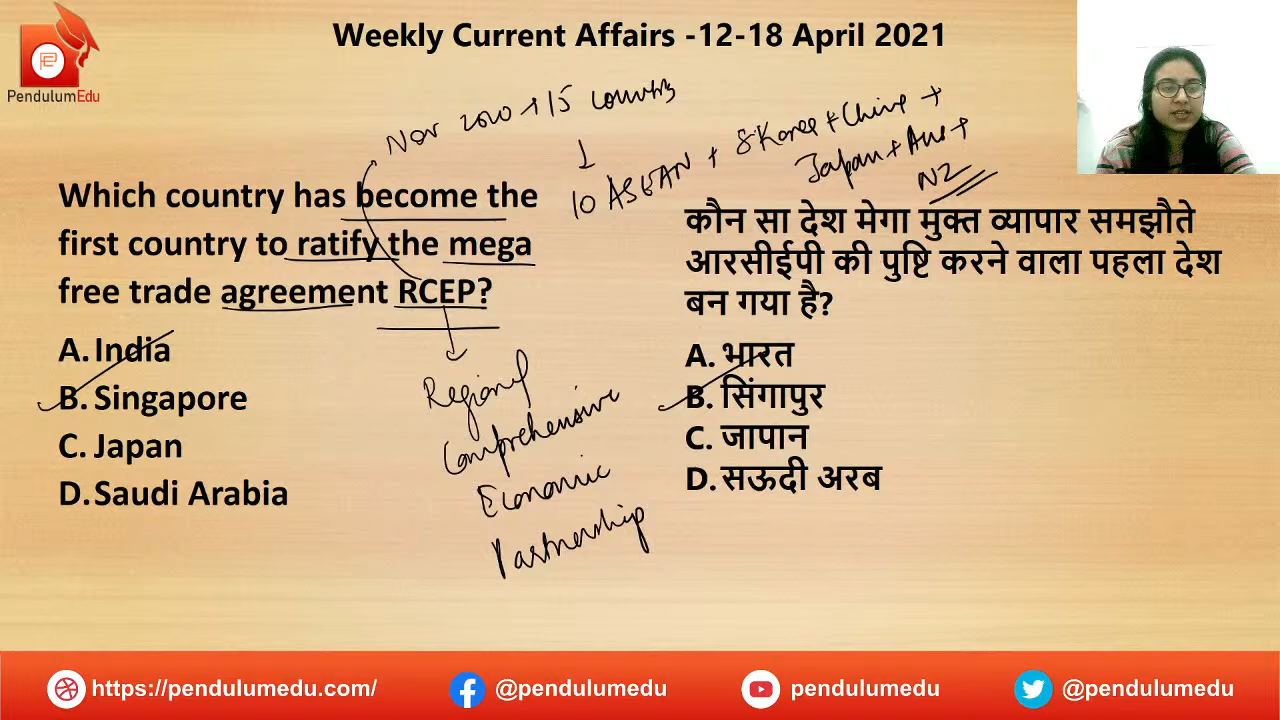 Weekly Current Affairs -12-18 April 2021
PendulumEdu
Nov 2020 → 15 countries
10 ASEAN + S.Korea + China +
Japan + Aus +
NZ
Which country has become the
first country to ratify the mega
free trade agreement RCEP?
A. India
B. Singapore
C. Japan
D. Saudi Arabia
Regional
Comprehensive
Economic
Partnership
कौन सा देश मेगा मुक्त व्यापार समझौते
आरसीईपी की पुष्टि करने वाला पहला देश
बन गया है?
A. भारत
B. सिंगापुर
C. जापान
D. सऊदी अरब
https://pendulumedu.com/
@pendulumedu
pendulumedu
@pendulumedu